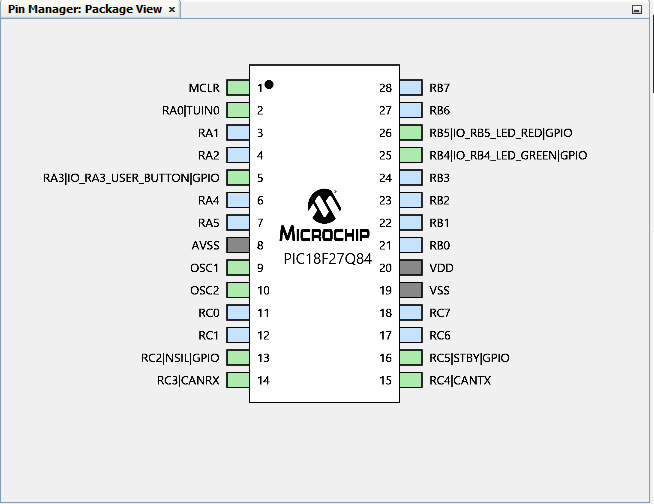 Pin Manager: Package View ×
MCLR 1 28 RB7
RA0|TUIN0 2 27 RB6
RA1 3 26 RB5|IO_RB5_LED_RED|GPIO
RA2 4 25 RB4|IO_RB4_LED_GREEN|GPIO
RA3|IO_RA3_USER_BUTTON|GPIO 5 24 RB3
RA4 6 23 RB2
RA5 7 22 RB1
MICROCHIP
AVSS 8 21 RB0
PIC18F27Q84
OSC1 9 20 VDD
OSC2 10 19 VSS
RC0 11 18 RC7
RC1 12 17 RC6
RC2|NSIL|GPIO 13 16 RC5|STBY|GPIO
RC3|CANRX 14 15 RC4|CANTX